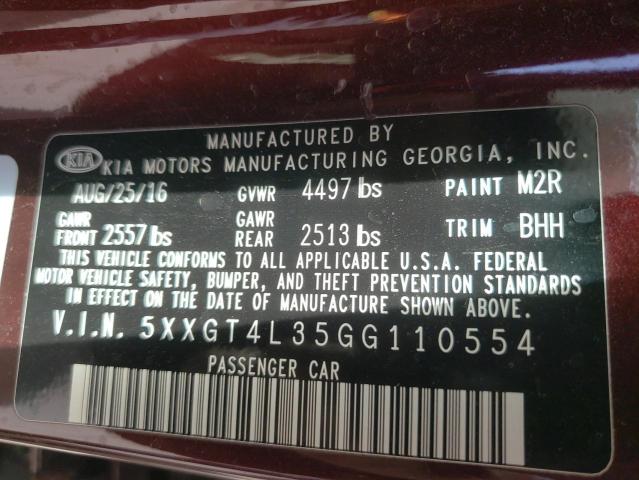 MANUFACTURED BY
KIA KIA MOTORS MANUFACTURING GEORGIA, INC.
AUG/25/16 GVWR 4497 lbs PAINT M2R
GAWR FRONT 2557 lbs GAWR REAR 2513 lbs TRIM BHH
THIS VEHICLE CONFORMS TO ALL APPLICABLE U.S.A. FEDERAL
MOTOR VEHICLE SAFETY, BUMPER, AND THEFT PREVENTION STANDARDS
IN EFFECT ON THE DATE OF MANUFACTURE SHOWN ABOVE.
V.I.N. 5XXGT4L35GG110554
PASSENGER CAR